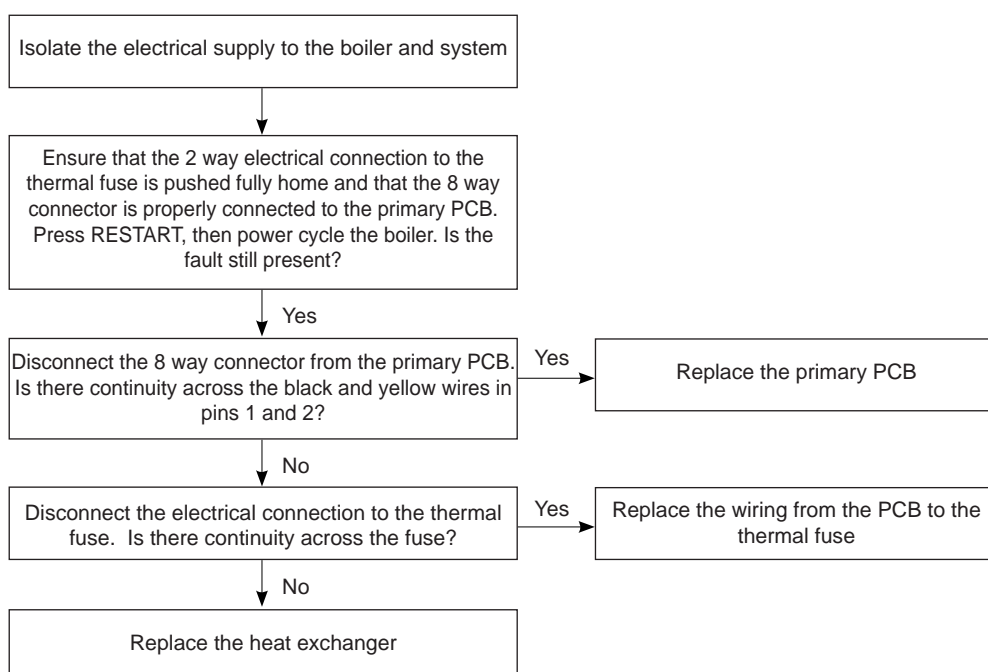 Isolate the electrical supply to the boiler and system
Ensure that the 2 way electrical connection to the
thermal fuse is pushed fully home and that the 8 way
connector is properly connected to the primary PCB.
Press RESTART, then power cycle the boiler. Is the
fault still present?
Yes
Disconnect the 8 way connector from the primary PCB.
Is there continuity across the black and yellow wires in
pins 1 and 2?
Yes
Replace the primary PCB
No
Disconnect the electrical connection to the thermal
fuse.  Is there continuity across the fuse?
Yes
Replace the wiring from the PCB to the
thermal fuse
No
Replace the heat exchanger